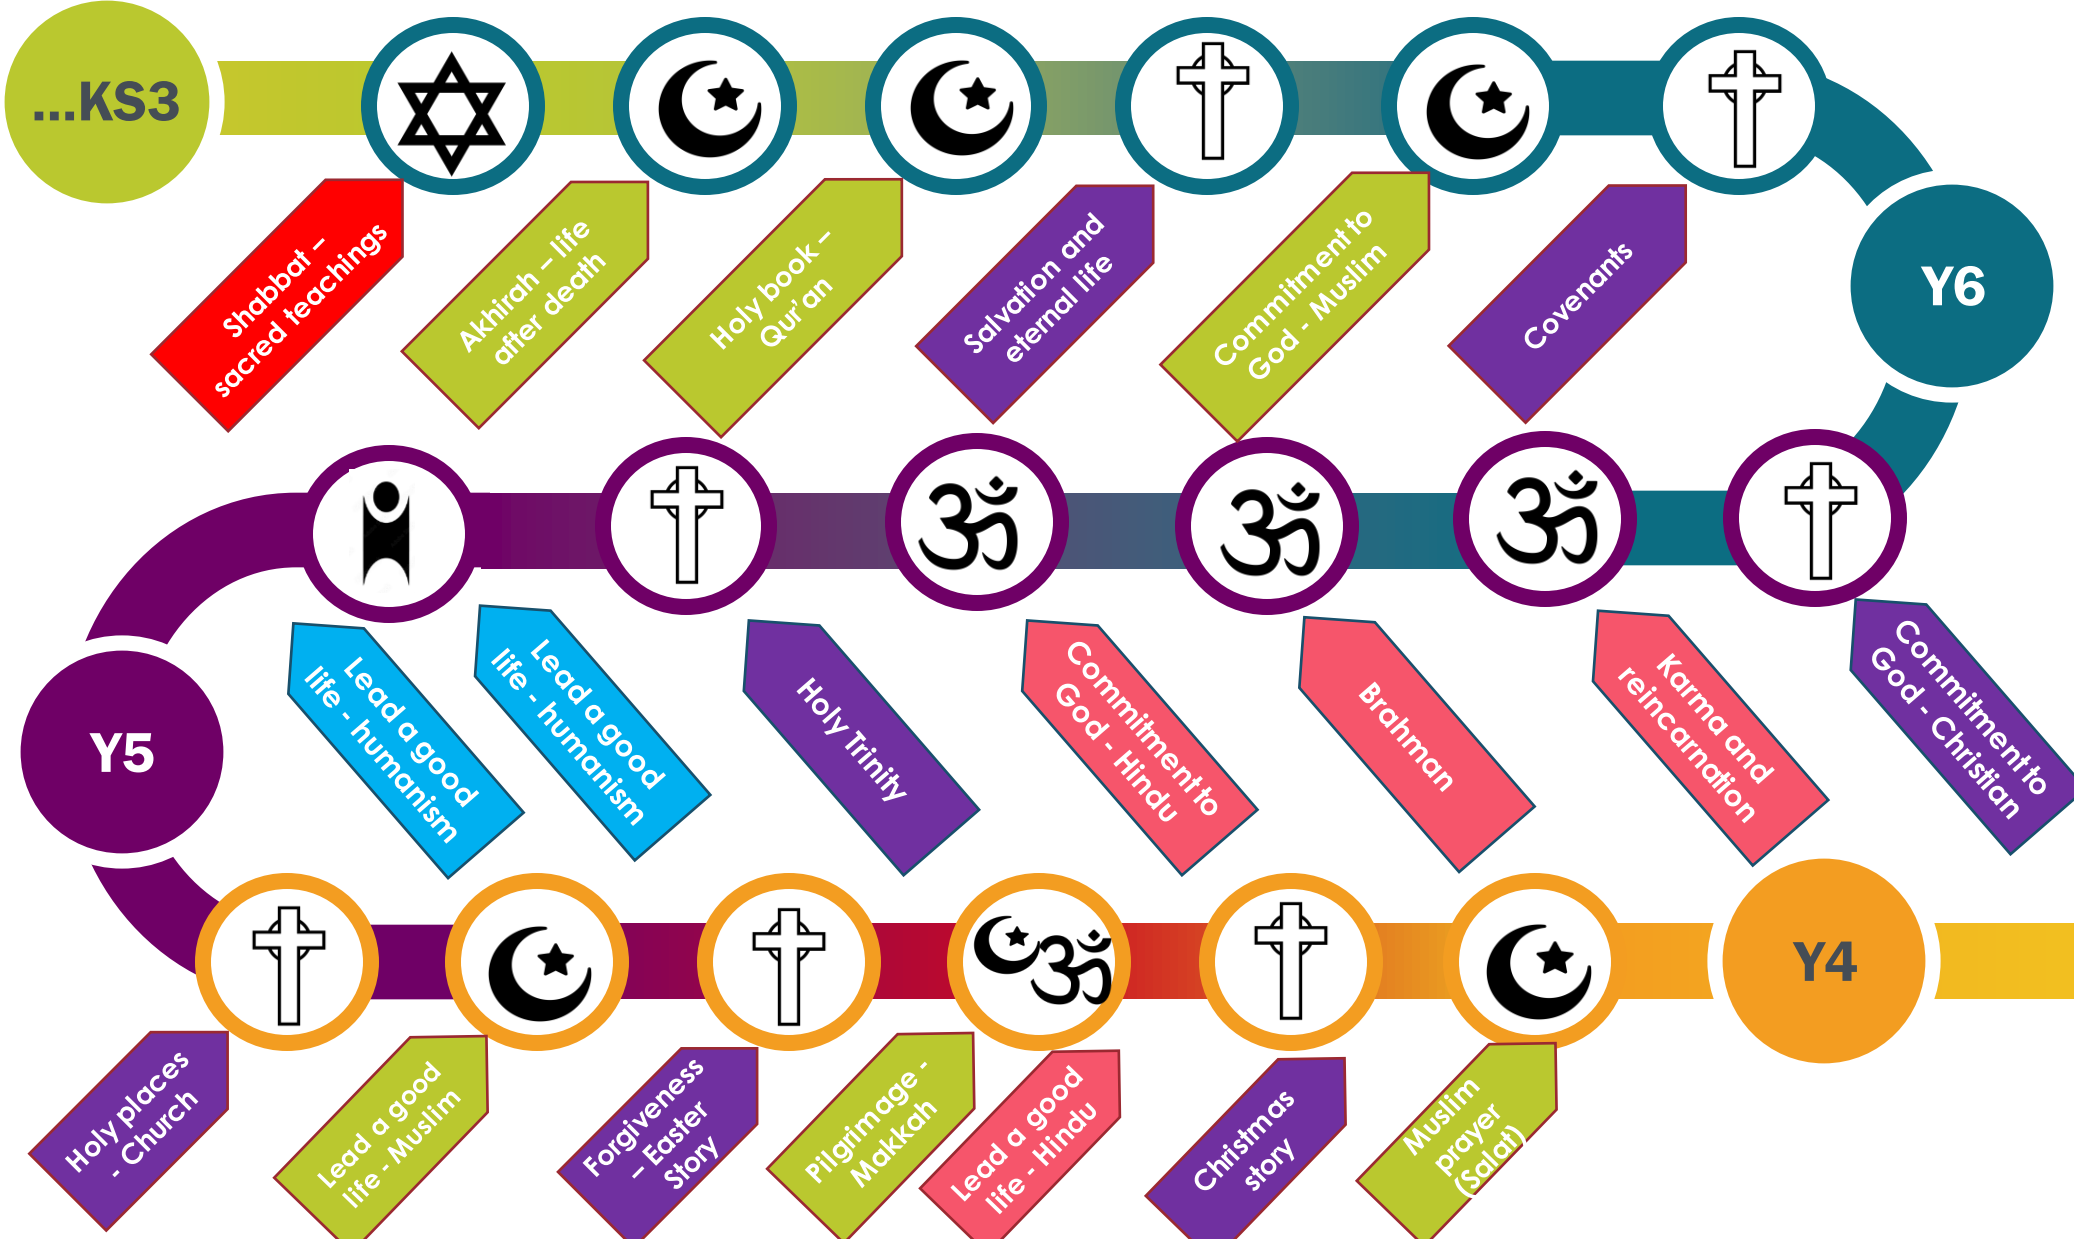 ...KS3
Shabbat –
sacred teachings
Akhirah – life
after death
Holy book –
Qur'an
Salvation and
eternal life
Commitment to
God - Muslim
Covenants
Y6
Lead a good
life - humanism
Lead a good
life - humanism
Holy Trinity
Commitment to
God - Hindu
Brahman
Karma and
reincarnation
Commitment to
God - Christian
Y5
Y4
Holy places
- Church
Lead a good
life - Muslim
Forgiveness
– Easter
Story
Pilgrimage -
Makkah
Lead a good
life - Hindu
Christmas
story
Muslim
prayer
(Salat)